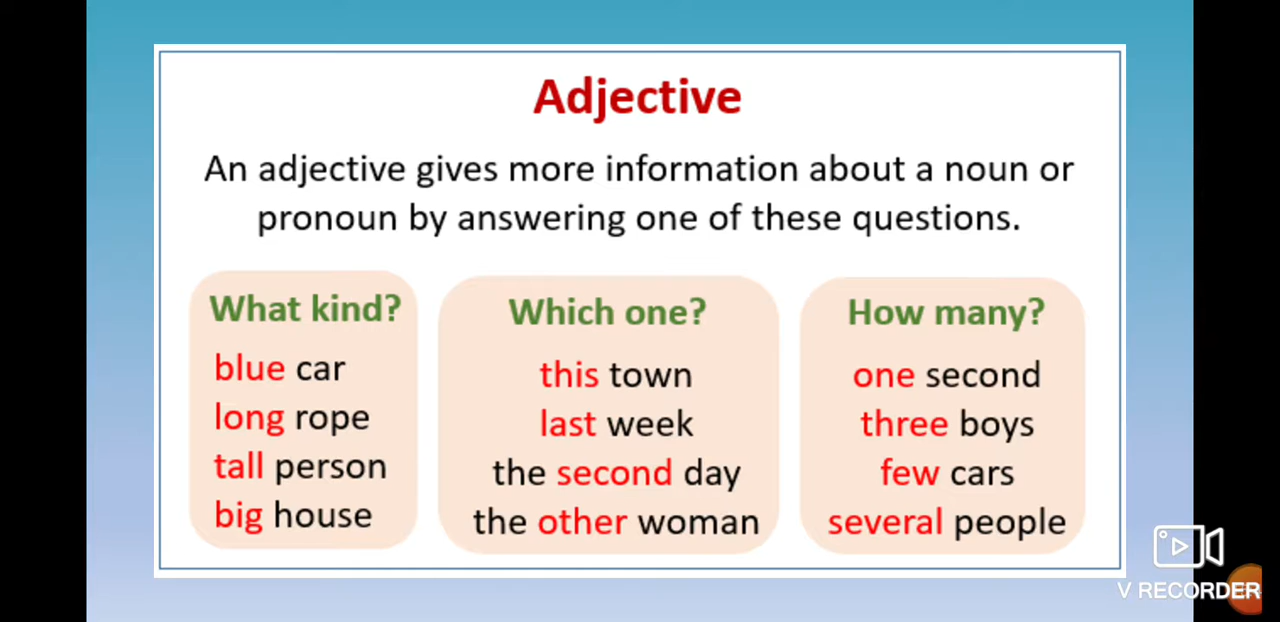 Adjective
An adjective gives more information about a noun or
pronoun by answering one of these questions.
What kind?
blue car
long rope
tall person
big house
Which one?
this town
last week
the second day
the other woman
How many?
one second
three boys
few cars
several people
V RECORDER